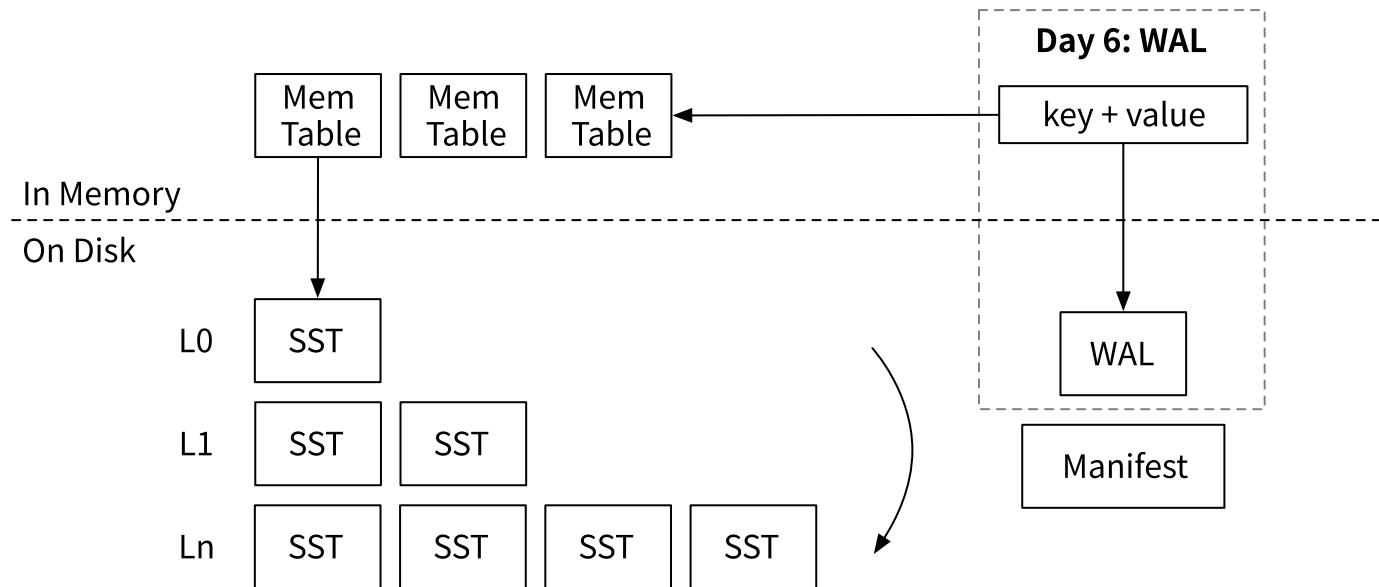 Day 6: WAL
Mem
Table
Mem
Table
Mem
Table
key + value
In Memory
On Disk
L0
SST
WAL
L1
SST
SST
Manifest
Ln
SST
SST
SST
SST